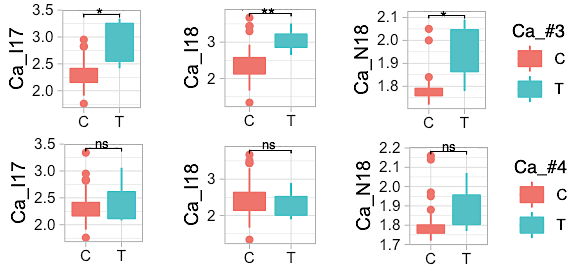 Ca_I17
3.5
3.0
2.5
2.0
*
C
T
Ca_I18
3
2
**
C
T
Ca_N18
2.1
2.0
1.9
1.8
*
C
T
Ca_#3
C
T
Ca_I17
3.5
3.0
2.5
2.0
ns
C
T
Ca_I18
3
2
ns
C
T
Ca_N18
2.2
2.1
2.0
1.9
1.8
1.7
ns
C
T
Ca_#4
C
T